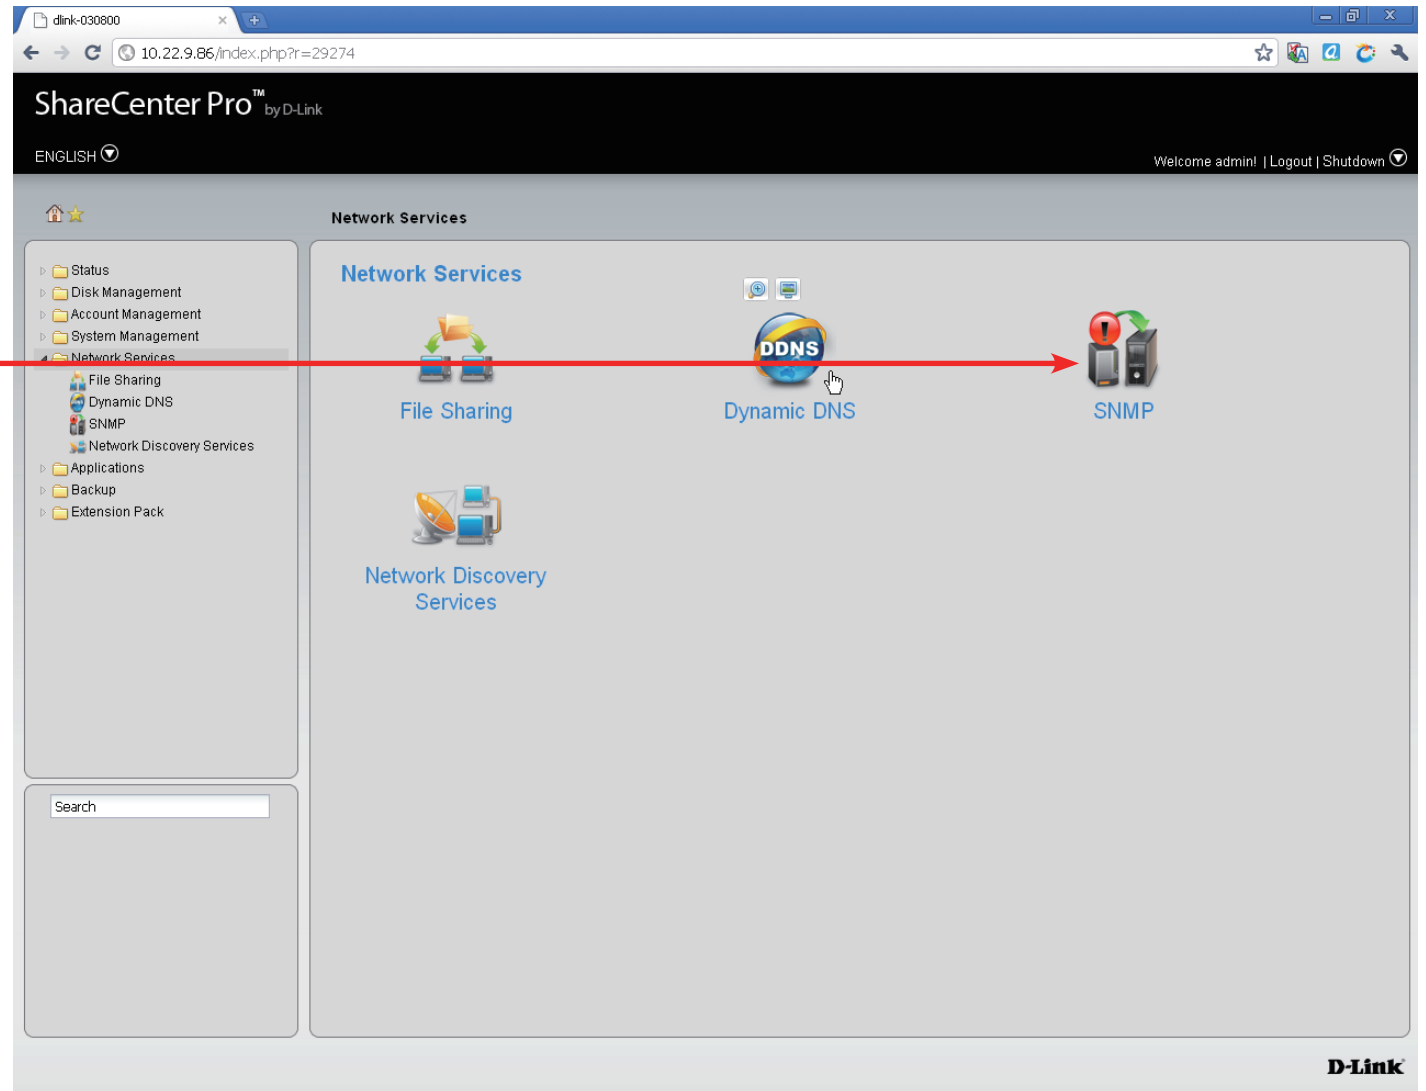 dlink-030800
10.22.9.86/index.php?r=29274
ShareCenter Pro™ by D-Link
ENGLISH
Welcome admin! | Logout | Shutdown
Network Services
Status
Disk Management
Account Management
System Management
Network Services
File Sharing
Dynamic DNS
SNMP
Network Discovery Services
Applications
Backup
Extension Pack
Search
Network Services
DDNS
File Sharing
Dynamic DNS
SNMP
Network Discovery
Services
D-Link